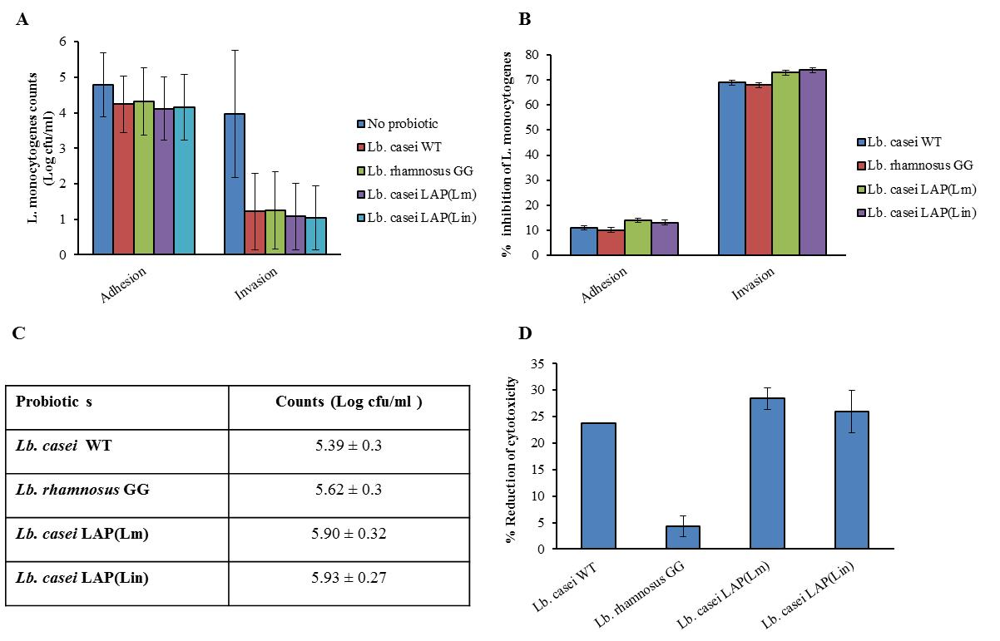 A
L. monocytogenes counts
(Log cfu/ml)
6
5
4
3
2
1
0
Adhesion
Invasion
No probiotic
Lb. casei WT
Lb. rhamnosus GG
Lb. casei LAP(Lm)
Lb. casei LAP(Lin)
B
% inhibition of L. monocytogenes
80
70
60
50
40
30
20
10
0
Adhesion
Invasion
Lb. casei WT
Lb. rhamnosus GG
Lb. casei LAP(Lm)
Lb. casei LAP(Lin)
C
Probiotic s Counts (Log cfu/ml )
Lb. casei WT 5.39 ± 0.3
Lb. rhamnosus GG 5.62 ± 0.3
Lb. casei LAP(Lm) 5.90 ± 0.32
Lb. casei LAP(Lin) 5.93 ± 0.27
D
% Reduction of cytotoxicity
35
30
25
20
15
10
5
0
Lb. casei WT
Lb. rhamnosus GG
Lb. casei LAP(Lm)
Lb. casei LAP(Lin)